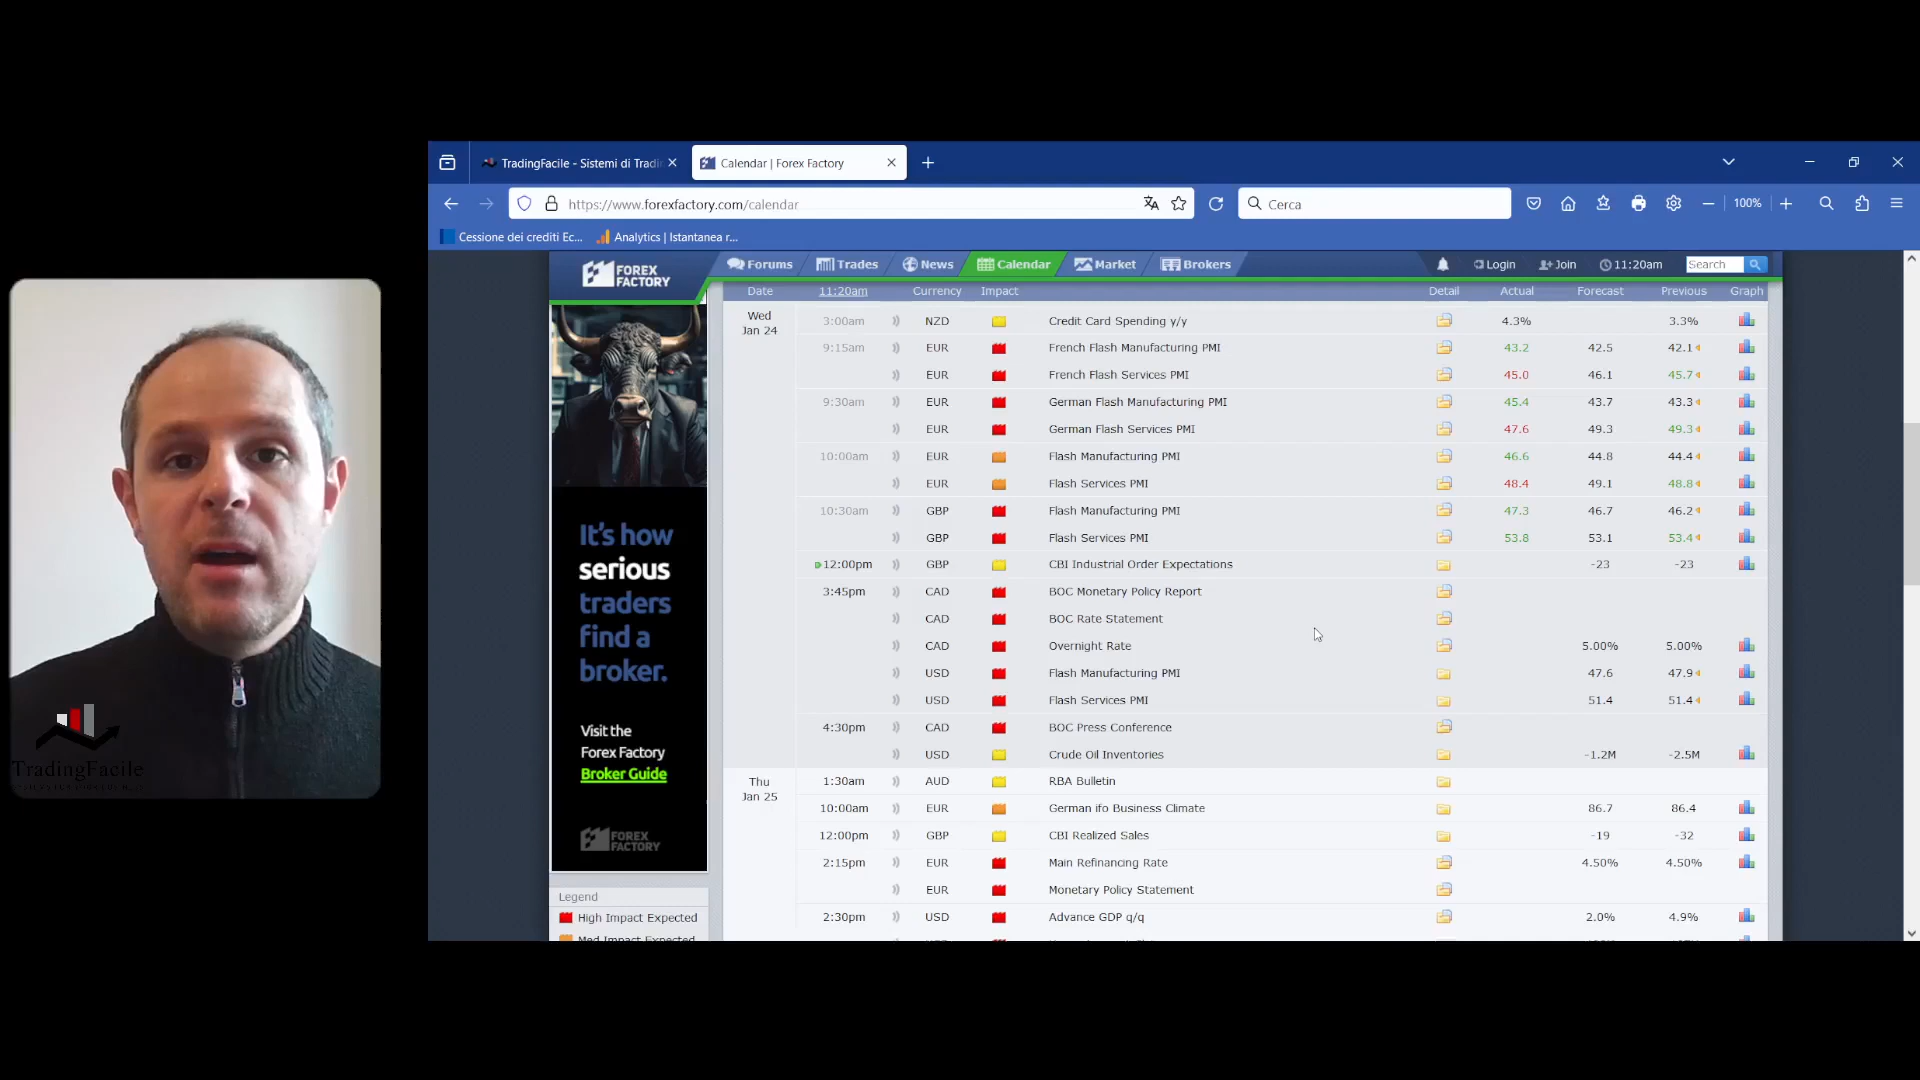 TradingFacile - Sistemi di Tradi
Calendar | Forex Factory
https://www.forexfactory.com/calendar
Cerca
100%
Cessione dei crediti Ec...
Analytics | Istantanea r...
FOREX FACTORY
Forums
Trades
News
Calendar
Market
Brokers
Login
Join
11:20am
Search
Date 11:20am Currency Impact Detail Actual Forecast Previous Graph
Wed Jan 24
3:00am NZD Credit Card Spending y/y 4.3% 3.3%
9:15am EUR French Flash Manufacturing PMI 43.2 42.5 42.1
EUR French Flash Services PMI 45.0 46.1 45.7
9:30am EUR German Flash Manufacturing PMI 45.4 43.7 43.3
EUR German Flash Services PMI 47.6 49.3 49.3
10:00am EUR Flash Manufacturing PMI 46.6 44.8 44.4
EUR Flash Services PMI 48.4 49.1 48.8
10:30am GBP Flash Manufacturing PMI 47.3 46.7 46.2
GBP Flash Services PMI 53.8 53.1 53.4
12:00pm GBP CBI Industrial Order Expectations -23 -23
3:45pm CAD BOC Monetary Policy Report
CAD BOC Rate Statement
CAD Overnight Rate 5.00% 5.00%
USD Flash Manufacturing PMI 47.6 47.9
USD Flash Services PMI 51.4 51.4
4:30pm CAD BOC Press Conference
USD Crude Oil Inventories -1.2M -2.5M
Thu Jan 25
1:30am AUD RBA Bulletin
10:00am EUR German ifo Business Climate 86.7 86.4
12:00pm GBP CBI Realized Sales -19 -32
2:15pm EUR Main Refinancing Rate 4.50% 4.50%
EUR Monetary Policy Statement
2:30pm USD Advance GDP q/q 2.0% 4.9%
It's how
serious
traders
find a
broker.
Visit the
Forex Factory
Broker Guide
FOREX
FACTORY
Legend
High Impact Expected
Med Impact Expected
TradingFacile